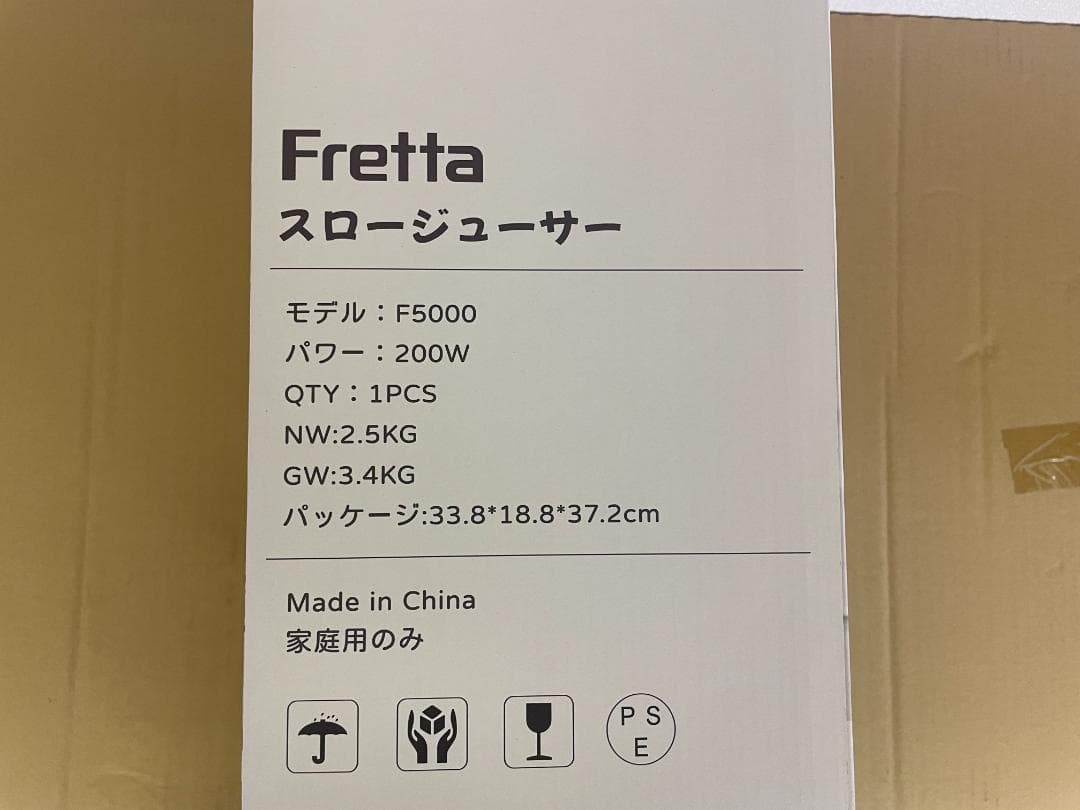 Fretta
スロージューサー
モデル：F5000
パワー：200W
QTY：1PCS
NW:2.5KG
GW:3.4KG
パッケージ:33.8*18.8*37.2cm
Made in China
家庭用のみ
P S
E